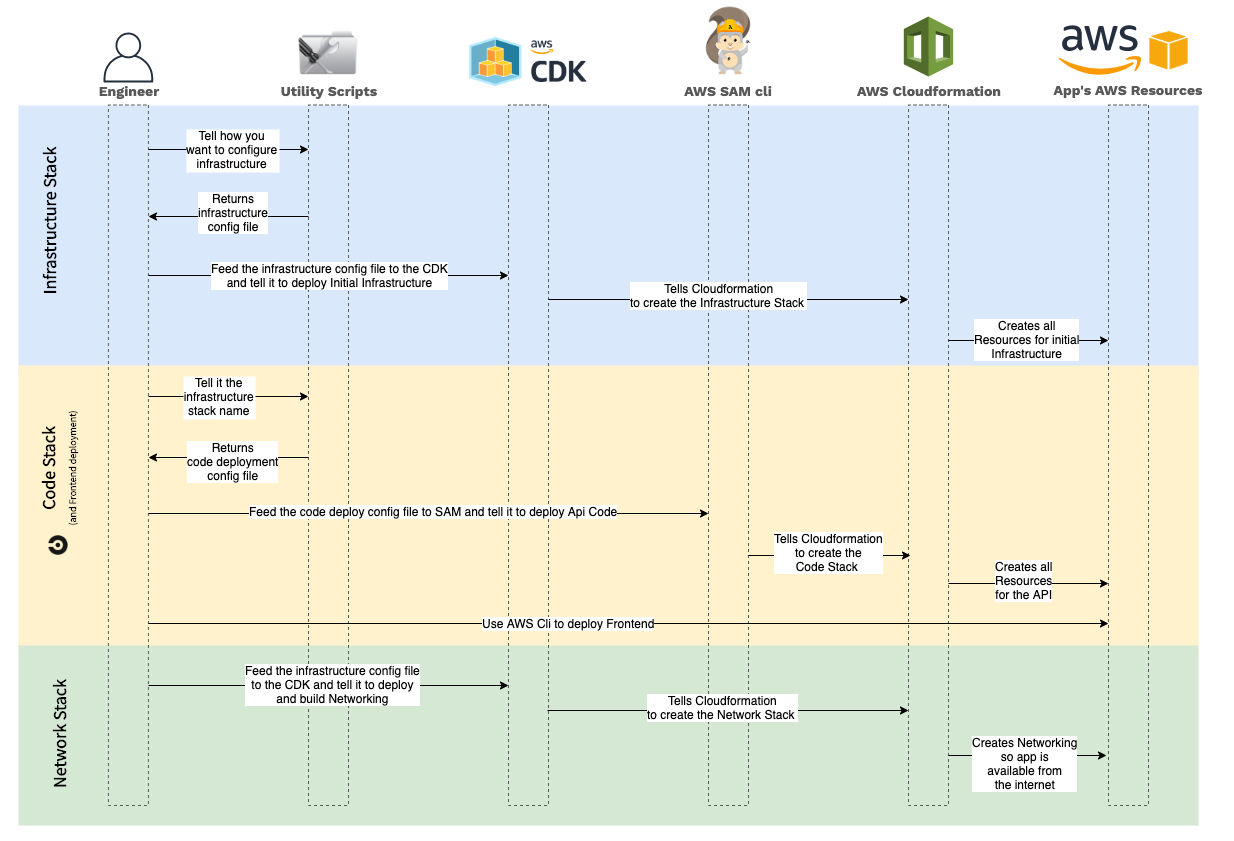 aws
CDK
aws
Engineer
Utility Scripts
AWS SAM cli
AWS Cloudformation
App's AWS Resources
Infrastructure Stack
Tell how you
want to configure
infrastructure
Returns
infrastructure
config file
Feed the infrastructure config file to the CDK
and tell it to deploy Initial Infrastructure
Tells Cloudformation
to create the Infrastructure Stack
Creates all
Resources for initial
Infrastructure
Code Stack
(and Frontend deployment)
Tell it the
infrastructure
stack name
Returns
code deployment
config file
Feed the code deploy config file to SAM and tell it to deploy Api Code
Tells Cloudformation
to create the
Code Stack
Creates all
Resources
for the API
Use AWS Cli to deploy Frontend
Network Stack
Feed the infrastructure config file
to the CDK and tell it to deploy
and build Networking
Tells Cloudformation
to create the Network Stack
Creates Networking
so app is
available from
the internet